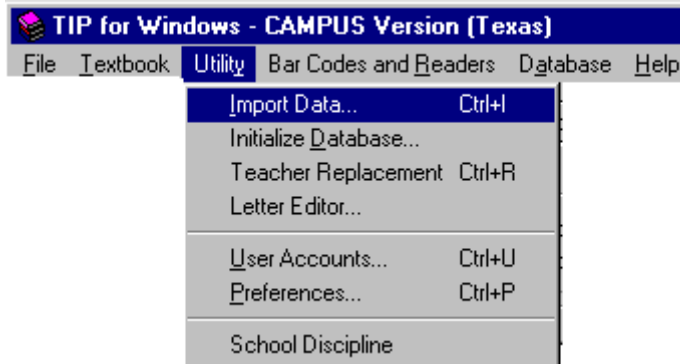 TIP for Windows - CAMPUS Version (Texas)
File Textbook Utility Bar Codes and Readers Database Help
Import Data... Ctrl+I
Initialize Database...
Teacher Replacement Ctrl+R
Letter Editor...
User Accounts... Ctrl+U
Preferences... Ctrl+P
School Discipline